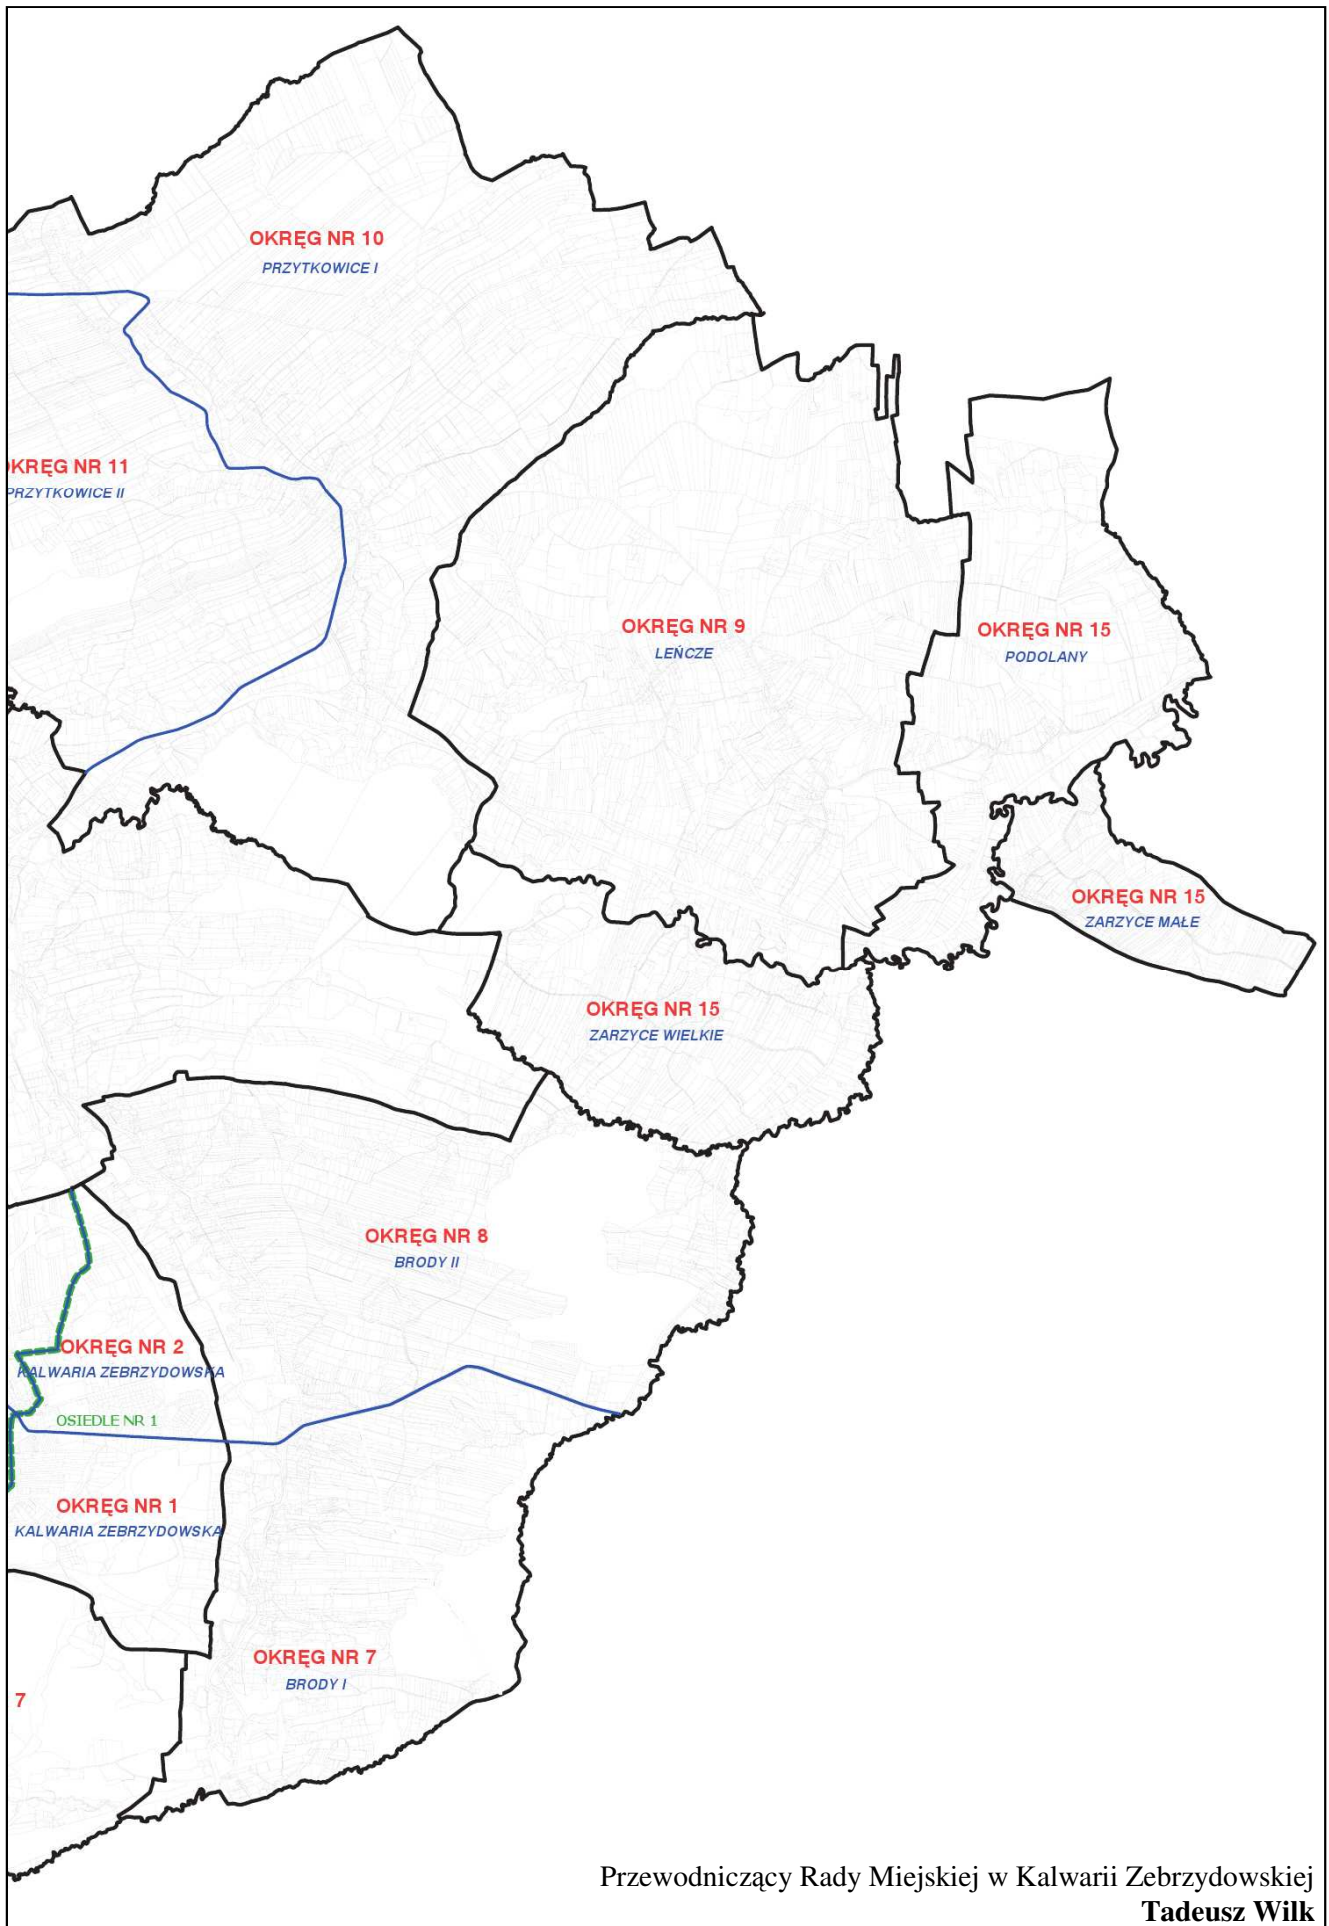 OKRĘG NR 10
PRZYTKOWICE I
KRĘG NR 11
PRZYTKOWICE II
OKRĘG NR 9
LEŃCZE
OKRĘG NR 15
PODOLANY
OKRĘG NR 15
ZARZYCE MAŁE
OKRĘG NR 15
ZARZYCE WIELKIE
OKRĘG NR 8
BRODY II
OKRĘG NR 2
KALWARIA ZEBRZYDOWSKA
OSIEDLE NR 1
OKRĘG NR 1
KALWARIA ZEBRZYDOWSKA
OKRĘG NR 7
BRODY I
7
Przewodniczący Rady Miejskiej w Kalwarii Zebrzydowskiej
Tadeusz Wilk